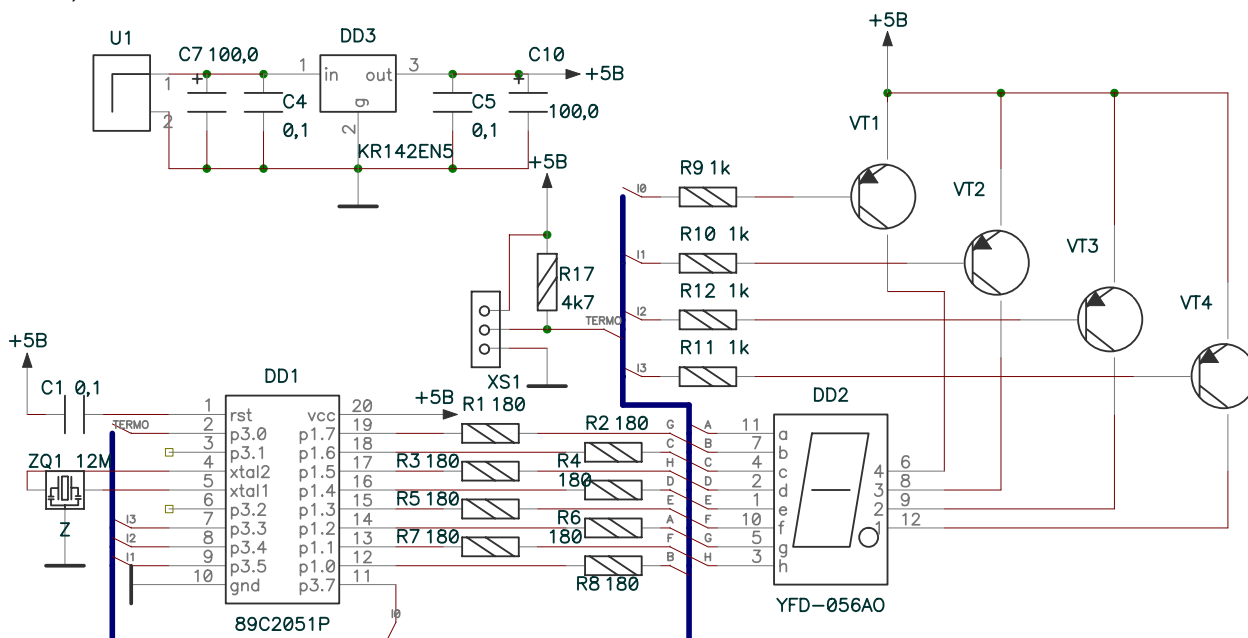 +5B
U1
C7 100,0
DD3
C10
1
in
out
3
+5B
1
2
+
C4
0,1
g
2
C5
0,1
+
100,0
KR142EN5
+5B
VT1
VT2
VT3
VT4
I0
R9 1k
I1
R10 1k
I2
R12 1k
I3
R11 1k
R17
4k7
TERMO
XS1
+5B
C1 0,1
TERMO
ZQ1 12M
Z
I3
I2
I1
DD1
1
rst
vcc
20
+5B
2
p3.0
p1.7
19
3
p3.1
p1.6
18
4
xtal2
p1.5
17
5
xtal1
p1.4
16
6
p3.2
p1.3
15
7
p3.3
p1.2
14
8
p3.4
p1.1
13
9
p3.5
p1.0
12
10
gnd
p3.7
11
I0
89C2051P
R1 180
R2 180
R3 180
R4
180
R5 180
R6
180
R7 180
R8 180
G
C
H
D
E
A
F
B
A
B
C
D
E
F
G
H
DD2
11
a
7
b
4
c
4
6
2
d
3
8
1
e
2
9
10
f
1
12
5
g
3
h
YFD-056AO